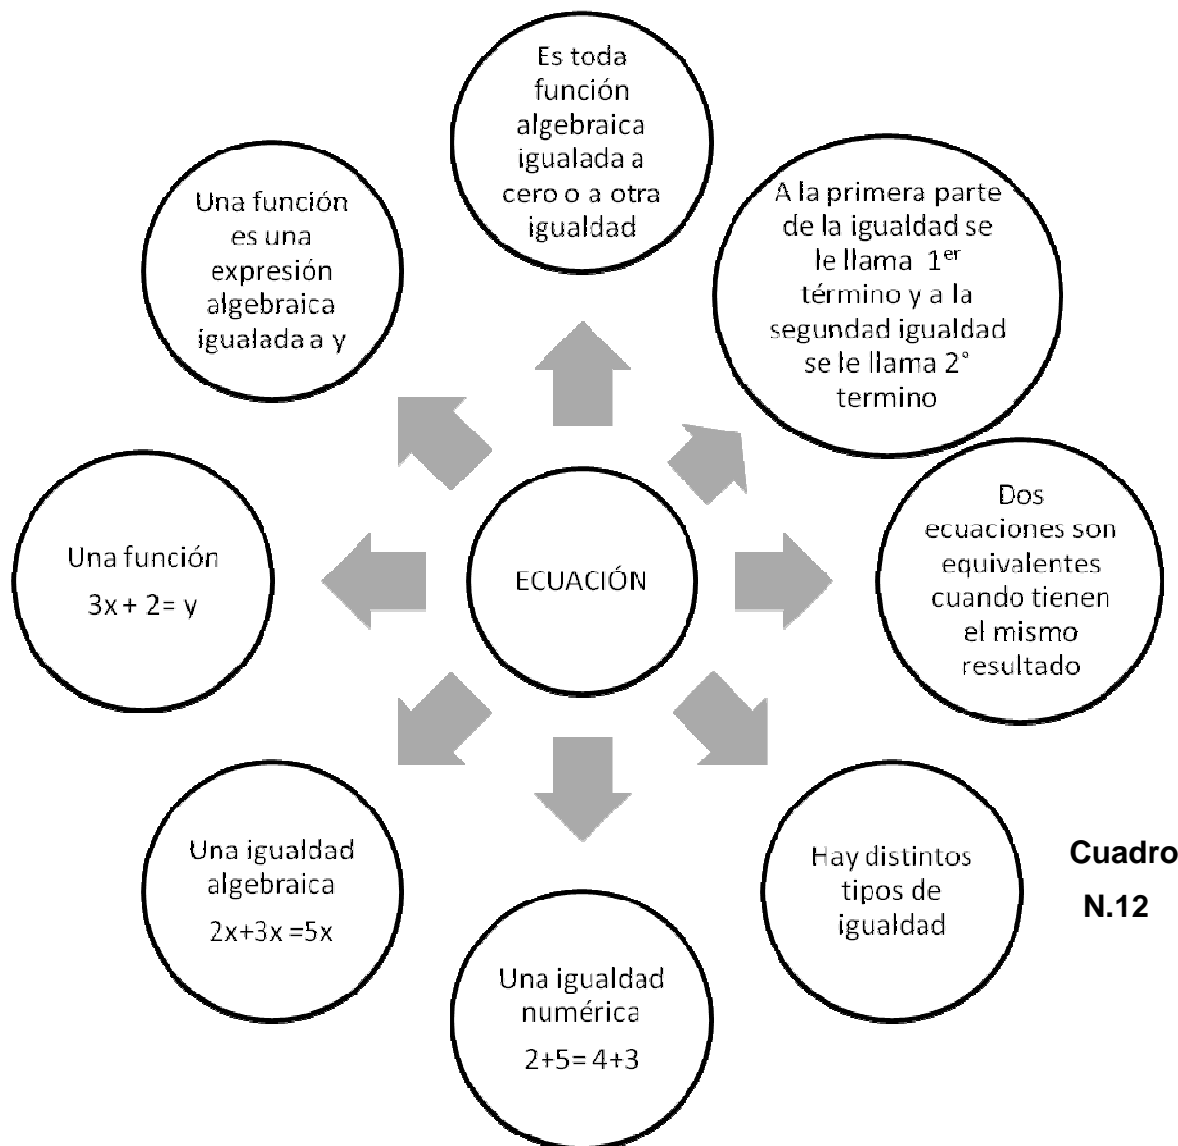 Es toda
función
algebraica
igualada a
cero o a otra
igualdad
A la primera parte
de la igualdad se
le llama 1er
término y a la
segundad igualdad
se le llama 2°
termino
Dos
ecuaciones son
equivalentes
cuando tienen
el mismo
resultado
Hay distintos
tipos de
igualdad
Una igualdad
numérica
2+5= 4+3
Una igualdad
algebraica
2x+3x =5x
Una función
3x + 2= y
Una función
es una
expresión
algebraica
igualada a y
ECUACIÓN
Cuadro
N.12